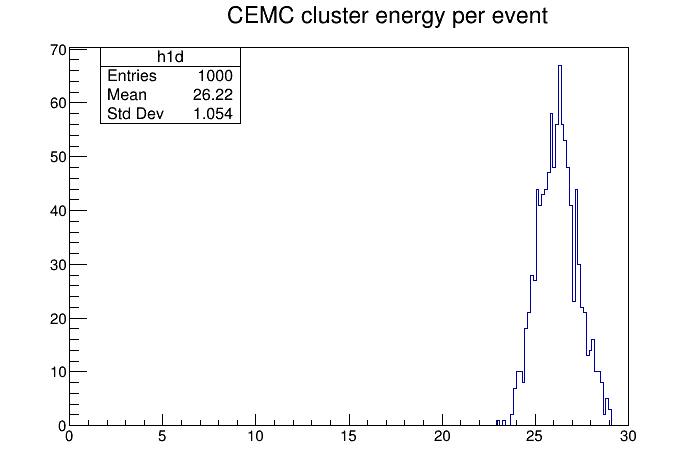 CEMC cluster energy per event
h1d
Entries 1000
Mean 26.22
Std Dev 1.054
70
60
50
40
30
20
10
0
0 5 10 15 20 25 30